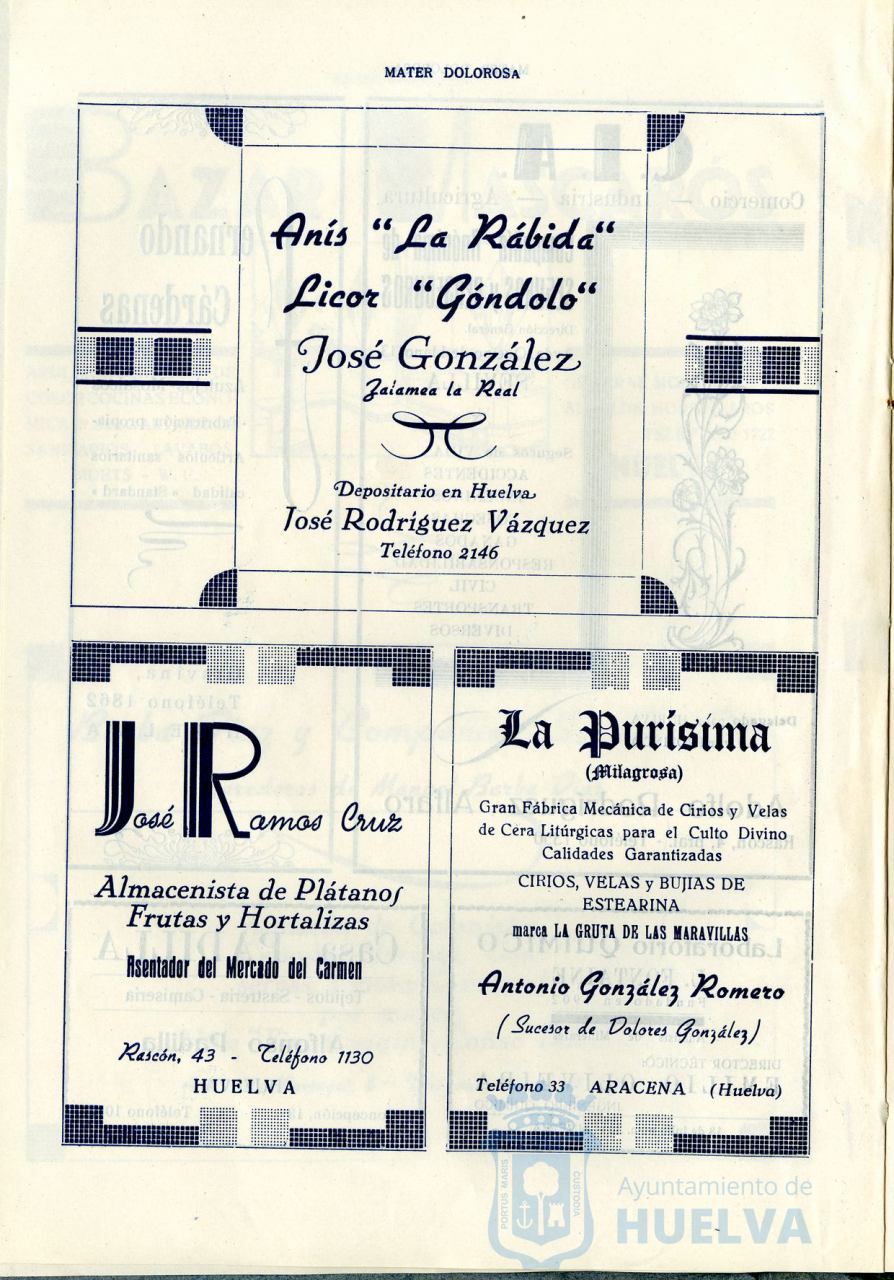 MATER DOLOROSA
Anís “La Rábida“
Licor “Góndolo“
José González
Zalamea la Real
Depositario en Huelva
José Rodríguez Vázquez
Teléfono 2146
José Ramos Cruz
Almacenista de Plátanos
Frutas y Hortalizas
Asentador del Mercado del Carmen
Rascón, 43 - Teléfono 1130
HUELVA
La Purísima
(Milagrosa)
Gran Fábrica Mecánica de Cirios y Velas
de Cera Litúrgicas para el Culto Divino
Calidades Garantizadas
CIRIOS, VELAS y BUJIAS DE
ESTEARINA
marca LA GRUTA DE LAS MARAVILLAS
Antonio González Romero
(Sucesor de Dolores González)
Teléfono 33 ARACENA (Huelva)
PORTUS MARIS
CUSTODIA
Ayuntamiento de
HUELVA